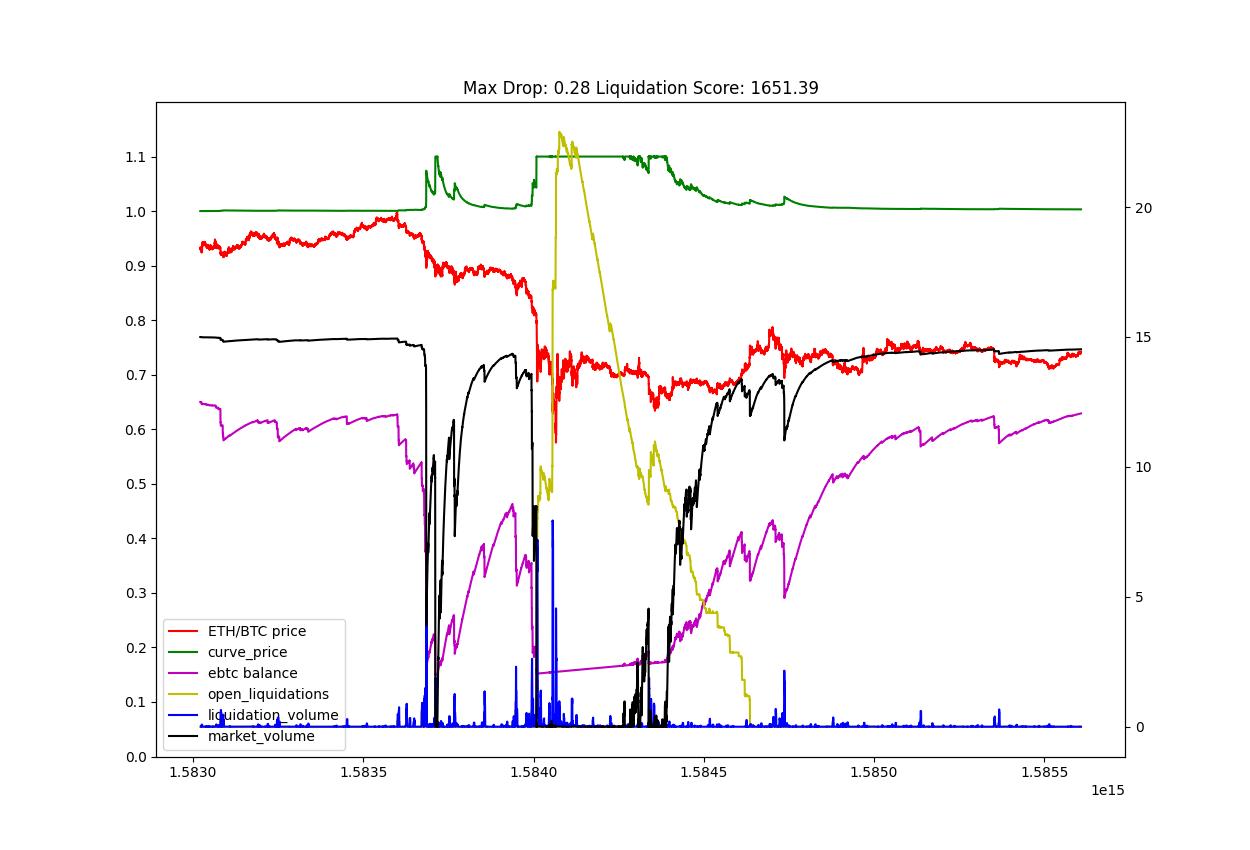 Max Drop: 0.28 Liquidation Score: 1651.39
1.1
1.0
0.9
0.8
0.7
0.6
0.5
0.4
0.3
0.2
0.1
0.0
20
15
10
5
0
ETH/BTC price
curve_price
ebtc balance
open_liquidations
liquidation_volume
market_volume
1.5830 1.5835 1.5840 1.5845 1.5850 1.5855
1e15